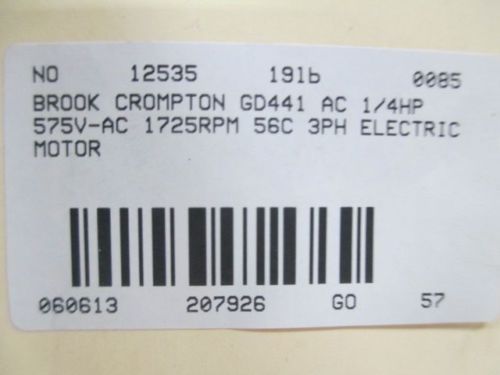 NO 12535 19lb 0085
BROOK CROMPTON GD441 AC 1/4HP
575V-AC 1725RPM 56C 3PH ELECTRIC
MOTOR
060613 207926 GO 57